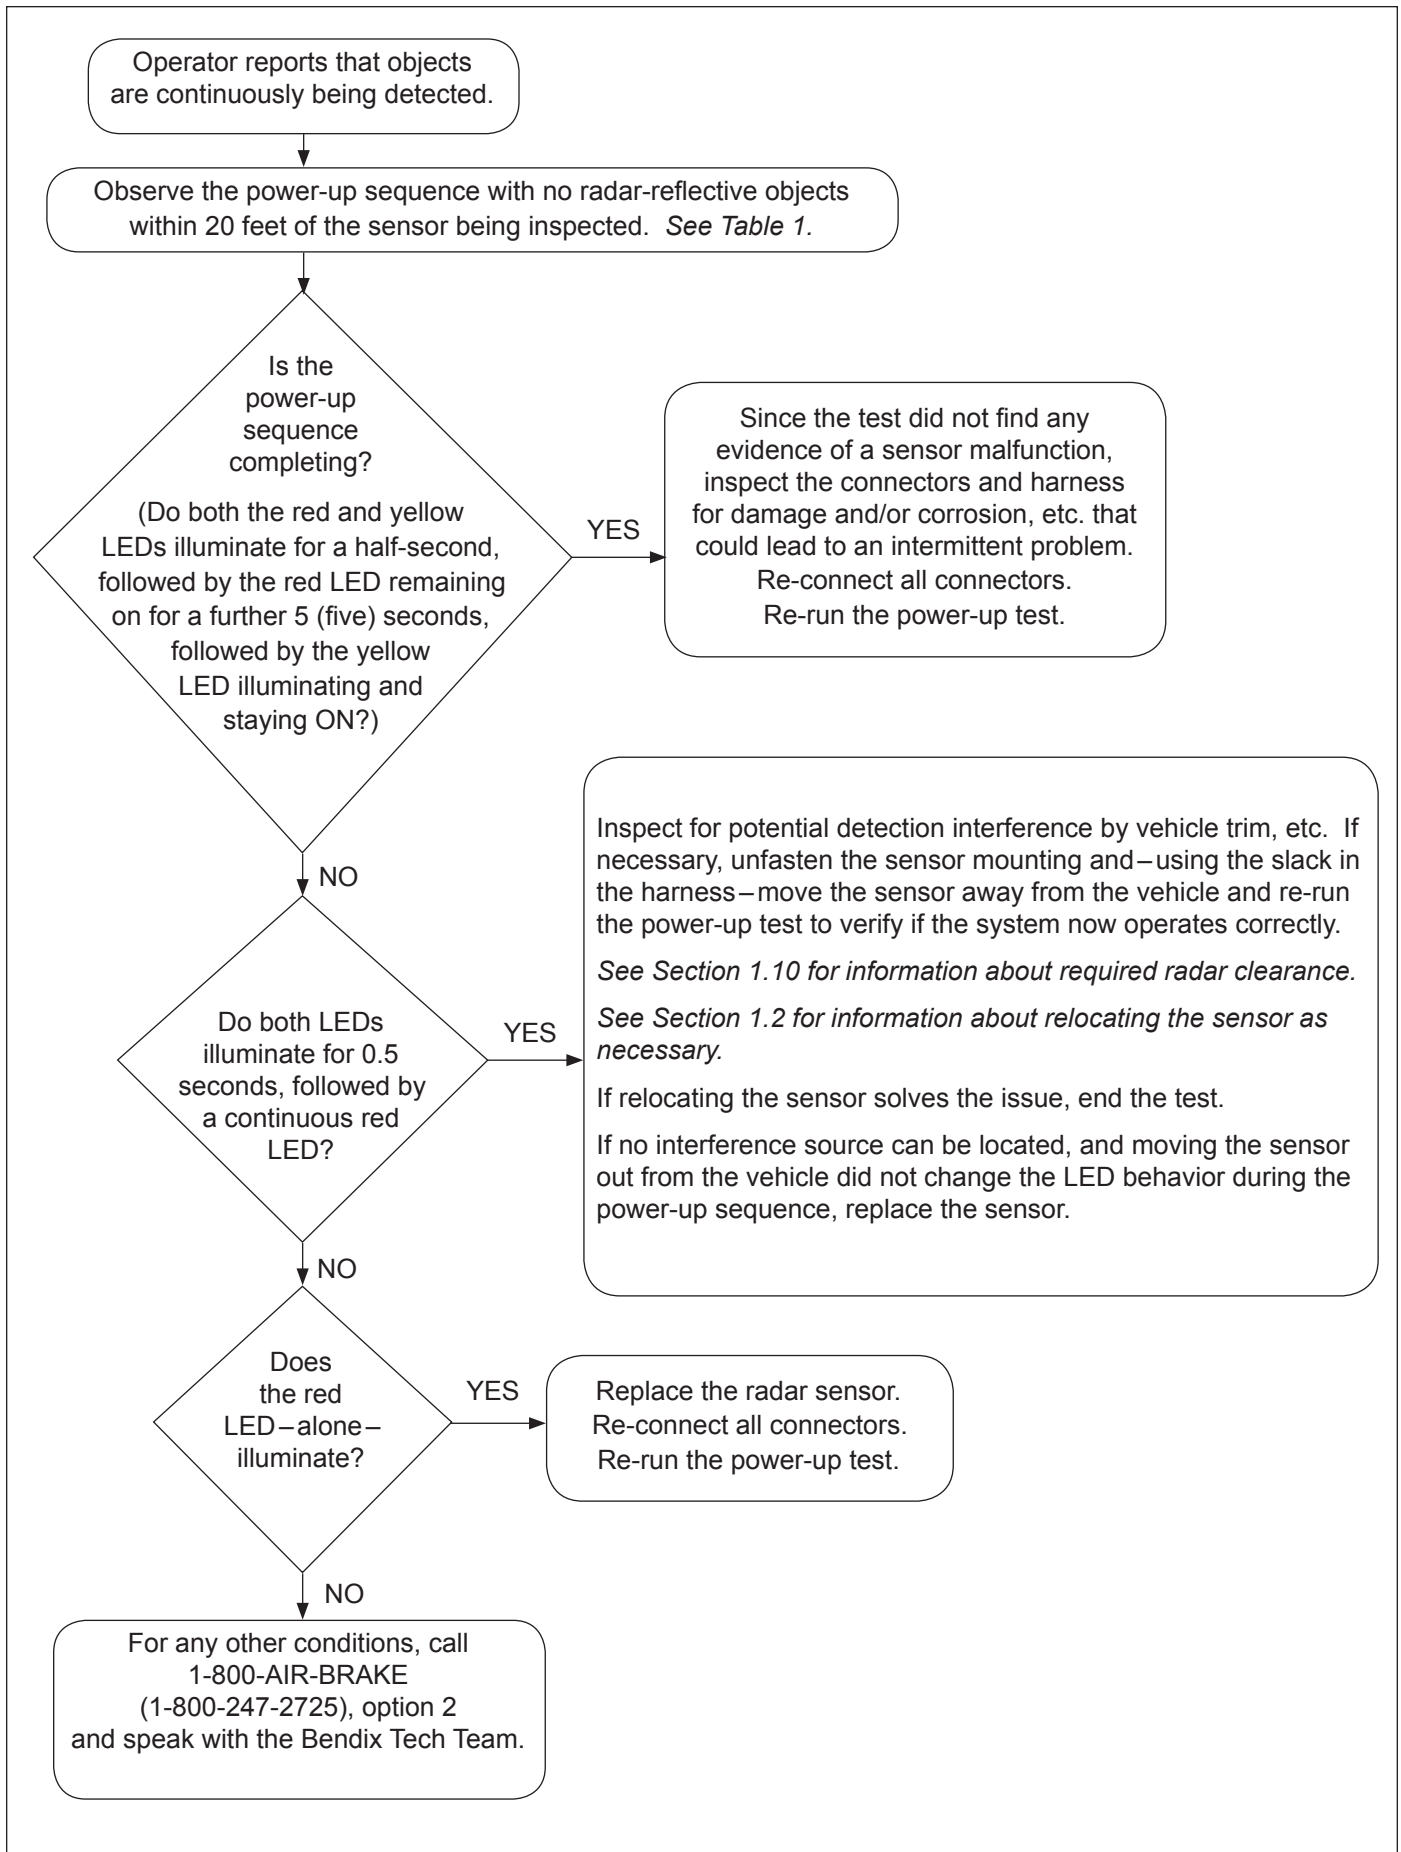 Operator reports that objects
are continuously being detected.
Observe the power-up sequence with no radar-reflective objects
within 20 feet of the sensor being inspected. See Table 1.
Is the
power-up
sequence
completing?
(Do both the red and yellow
LEDs illuminate for a half-second,
followed by the red LED remaining
on for a further 5 (five) seconds,
followed by the yellow
LED illuminating and
staying ON?)
YES
Since the test did not find any
evidence of a sensor malfunction,
inspect the connectors and harness
for damage and/or corrosion, etc. that
could lead to an intermittent problem.
Re-connect all connectors.
Re-run the power-up test.
NO
Do both LEDs
illuminate for 0.5
seconds, followed by
a continuous red
LED?
YES
Inspect for potential detection interference by vehicle trim, etc. If
necessary, unfasten the sensor mounting and–using the slack in
the harness–move the sensor away from the vehicle and re-run
the power-up test to verify if the system now operates correctly.
See Section 1.10 for information about required radar clearance.
See Section 1.2 for information about relocating the sensor as
necessary.
If relocating the sensor solves the issue, end the test.
If no interference source can be located, and moving the sensor
out from the vehicle did not change the LED behavior during the
power-up sequence, replace the sensor.
NO
Does
the red
LED–alone–
illuminate?
YES
Replace the radar sensor.
Re-connect all connectors.
Re-run the power-up test.
NO
For any other conditions, call
1-800-AIR-BRAKE
(1-800-247-2725), option 2
and speak with the Bendix Tech Team.